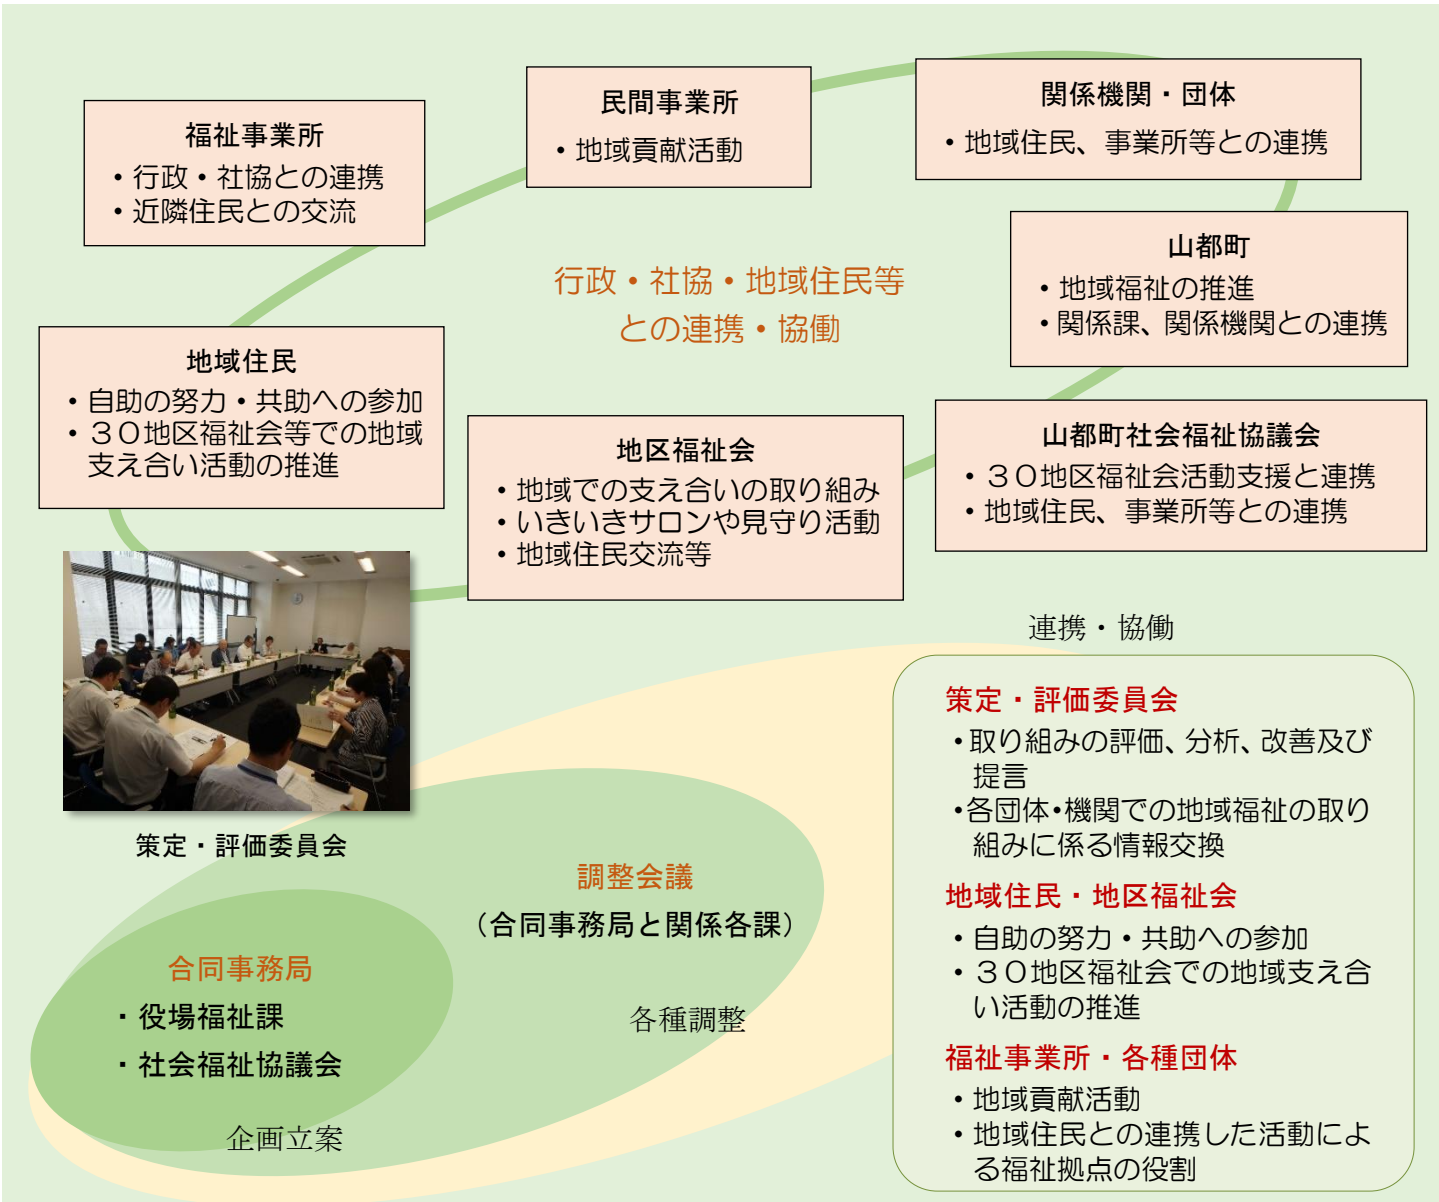 民間事業所
・地域貢献活動
関係機関・団体
・地域住民、事業所等との連携
福祉事業所
・行政・社協との連携
・近隣住民との交流
山都町
・地域福祉の推進
・関係課、関係機関との連携
行政・社協・地域住民等
との連携・協働
地域住民
・自助の努力・共助への参加
・３０地区福祉会等での地域
支え合い活動の推進
地区福祉会
・地域での支え合いの取り組み
・いきいきサロンや見守り活動
・地域住民交流等
山都町社会福祉協議会
・３０地区福祉会活動支援と連携
・地域住民、事業所等との連携
策定・評価委員会
連携・協働
策定・評価委員会
・取り組みの評価、分析、改善及び
提言
・各団体・機関での地域福祉の取り
組みに係る情報交換
地域住民・地区福祉会
・自助の努力・共助への参加
・３０地区福祉会での地域支え合
い活動の推進
福祉事業所・各種団体
・地域貢献活動
・地域住民との連携した活動によ
る福祉拠点の役割
調整会議
（合同事務局と関係各課）
各種調整
合同事務局
・役場福祉課
・社会福祉協議会
企画立案